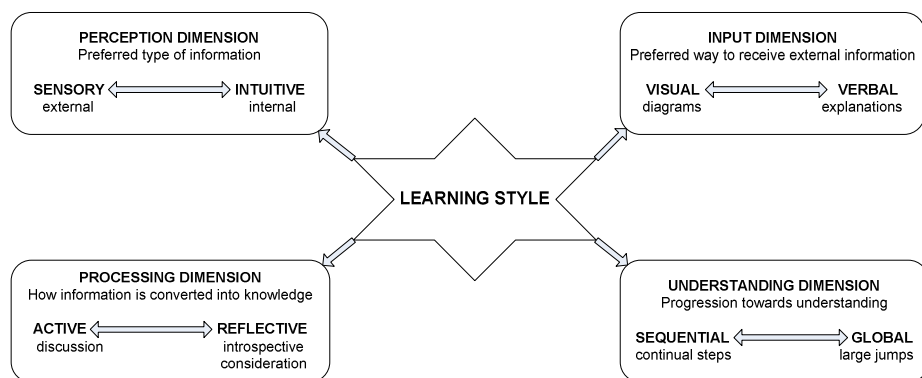 PERCEPTION DIMENSION
Preferred type of information
SENSORY INTUITIVE
external internal
INPUT DIMENSION
Preferred way to receive external information
VISUAL VERBAL
diagrams explanations
LEARNING STYLE
PROCESSING DIMENSION
How information is converted into knowledge
ACTIVE REFLECTIVE
discussion introspective
consideration
UNDERSTANDING DIMENSION
Progression towards understanding
SEQUENTIAL GLOBAL
continual steps large jumps